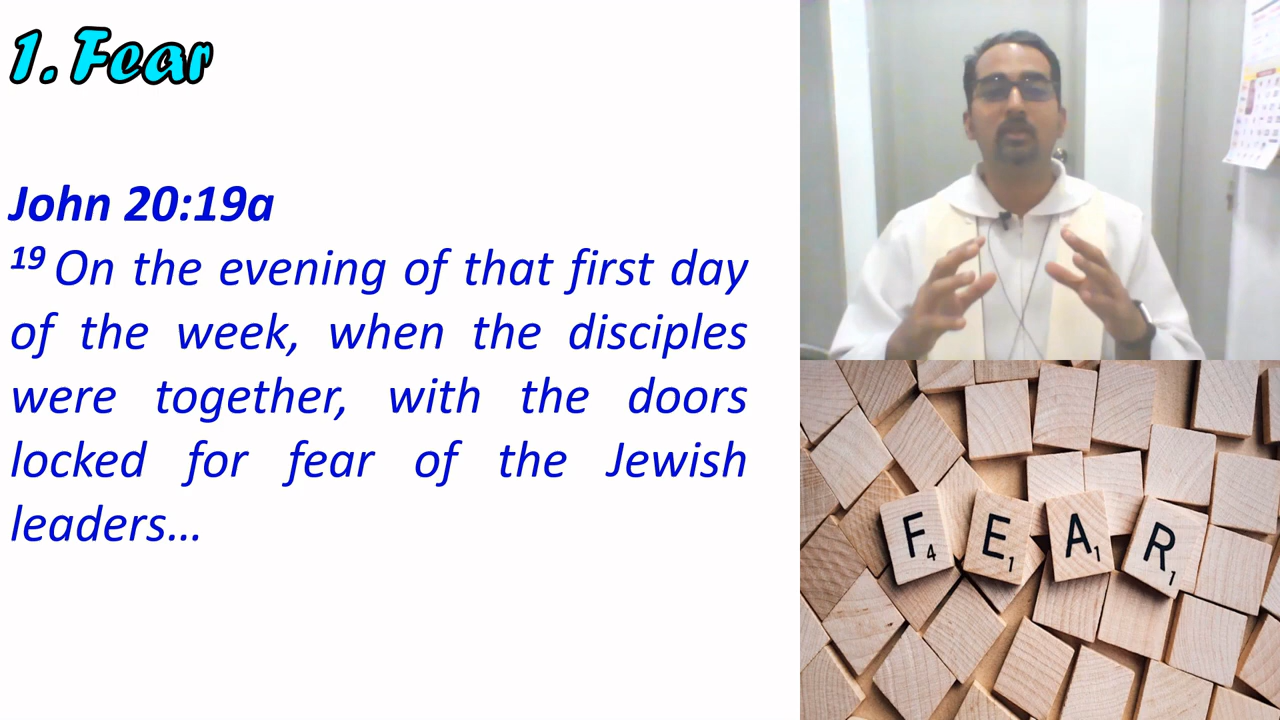 1. Fear
John 20:19a
19 On the evening of that first day
of the week, when the disciples
were together, with the doors
locked for fear of the Jewish
leaders...
F4 E1 A1 R1